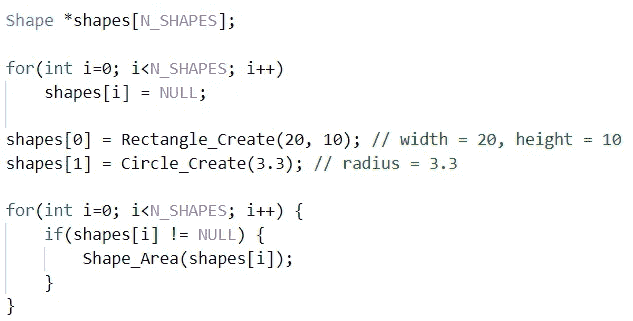 Shape *shapes[N_SHAPES];
for(int i=0; i<N_SHAPES; i++)
    shapes[i] = NULL;
shapes[0] = Rectangle_Create(20, 10); // width = 20, height = 10
shapes[1] = Circle_Create(3.3); // radius = 3.3
for(int i=0; i<N_SHAPES; i++) {
    if(shapes[i] != NULL) {
        Shape_Area(shapes[i]);
    }
}